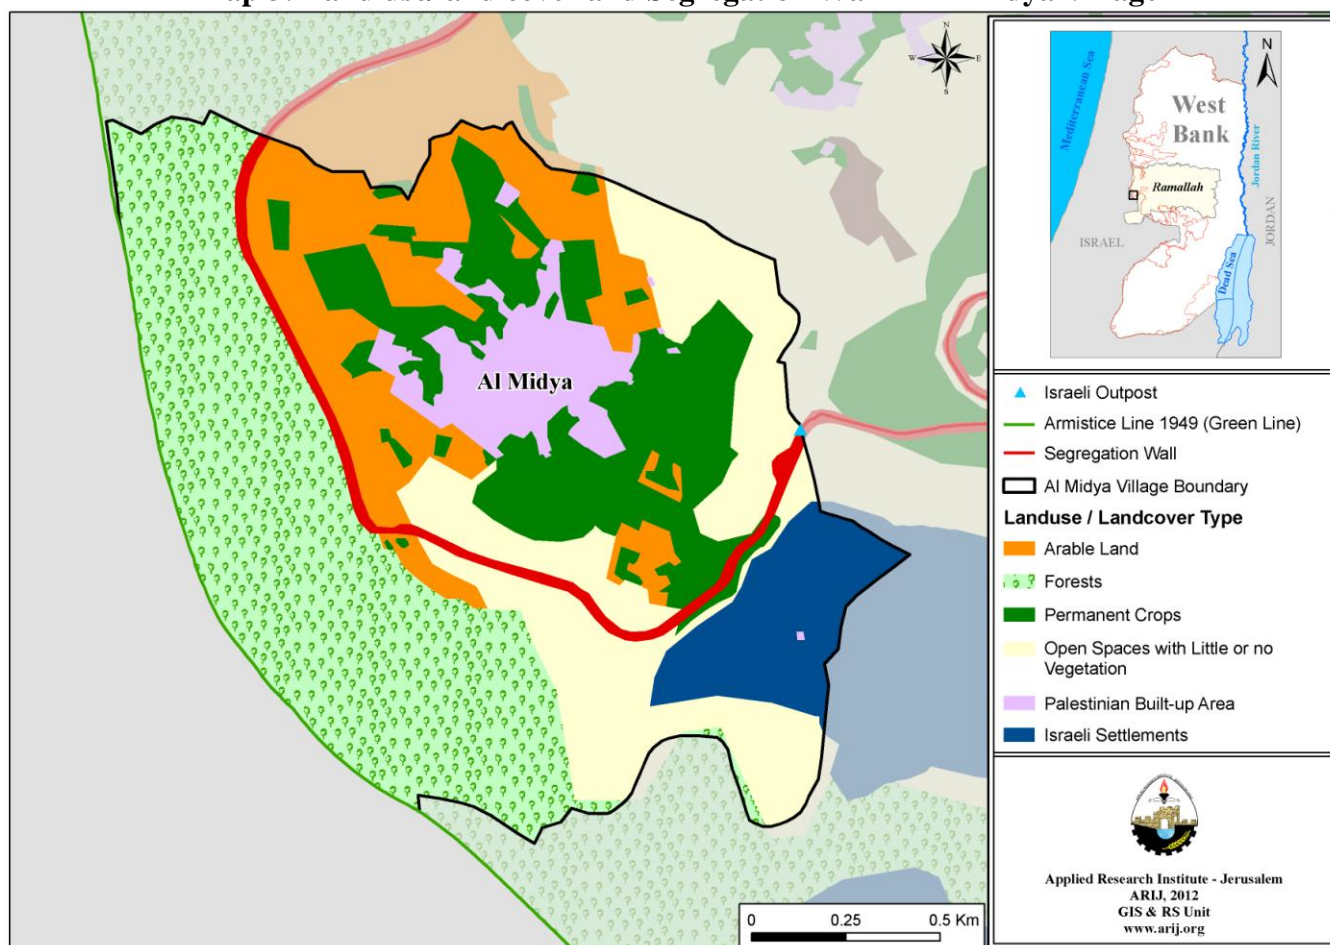 N
W E
S
Al Midya
0 0.25 0.5 Km
Mediterranean Sea
N
West
Bank
Jordan River
Ramallah
ISRAEL
JORDAN
Dead Sea
Israeli Outpost
Armistice Line 1949 (Green Line)
Segregation Wall
Al Midya Village Boundary
Landuse / Landcover Type
Arable Land
Forests
Permanent Crops
Open Spaces with Little or no
Vegetation
Palestinian Built-up Area
Israeli Settlements
Applied Research Institute - Jerusalem
ARIJ, 2012
GIS & RS Unit
www.arij.org